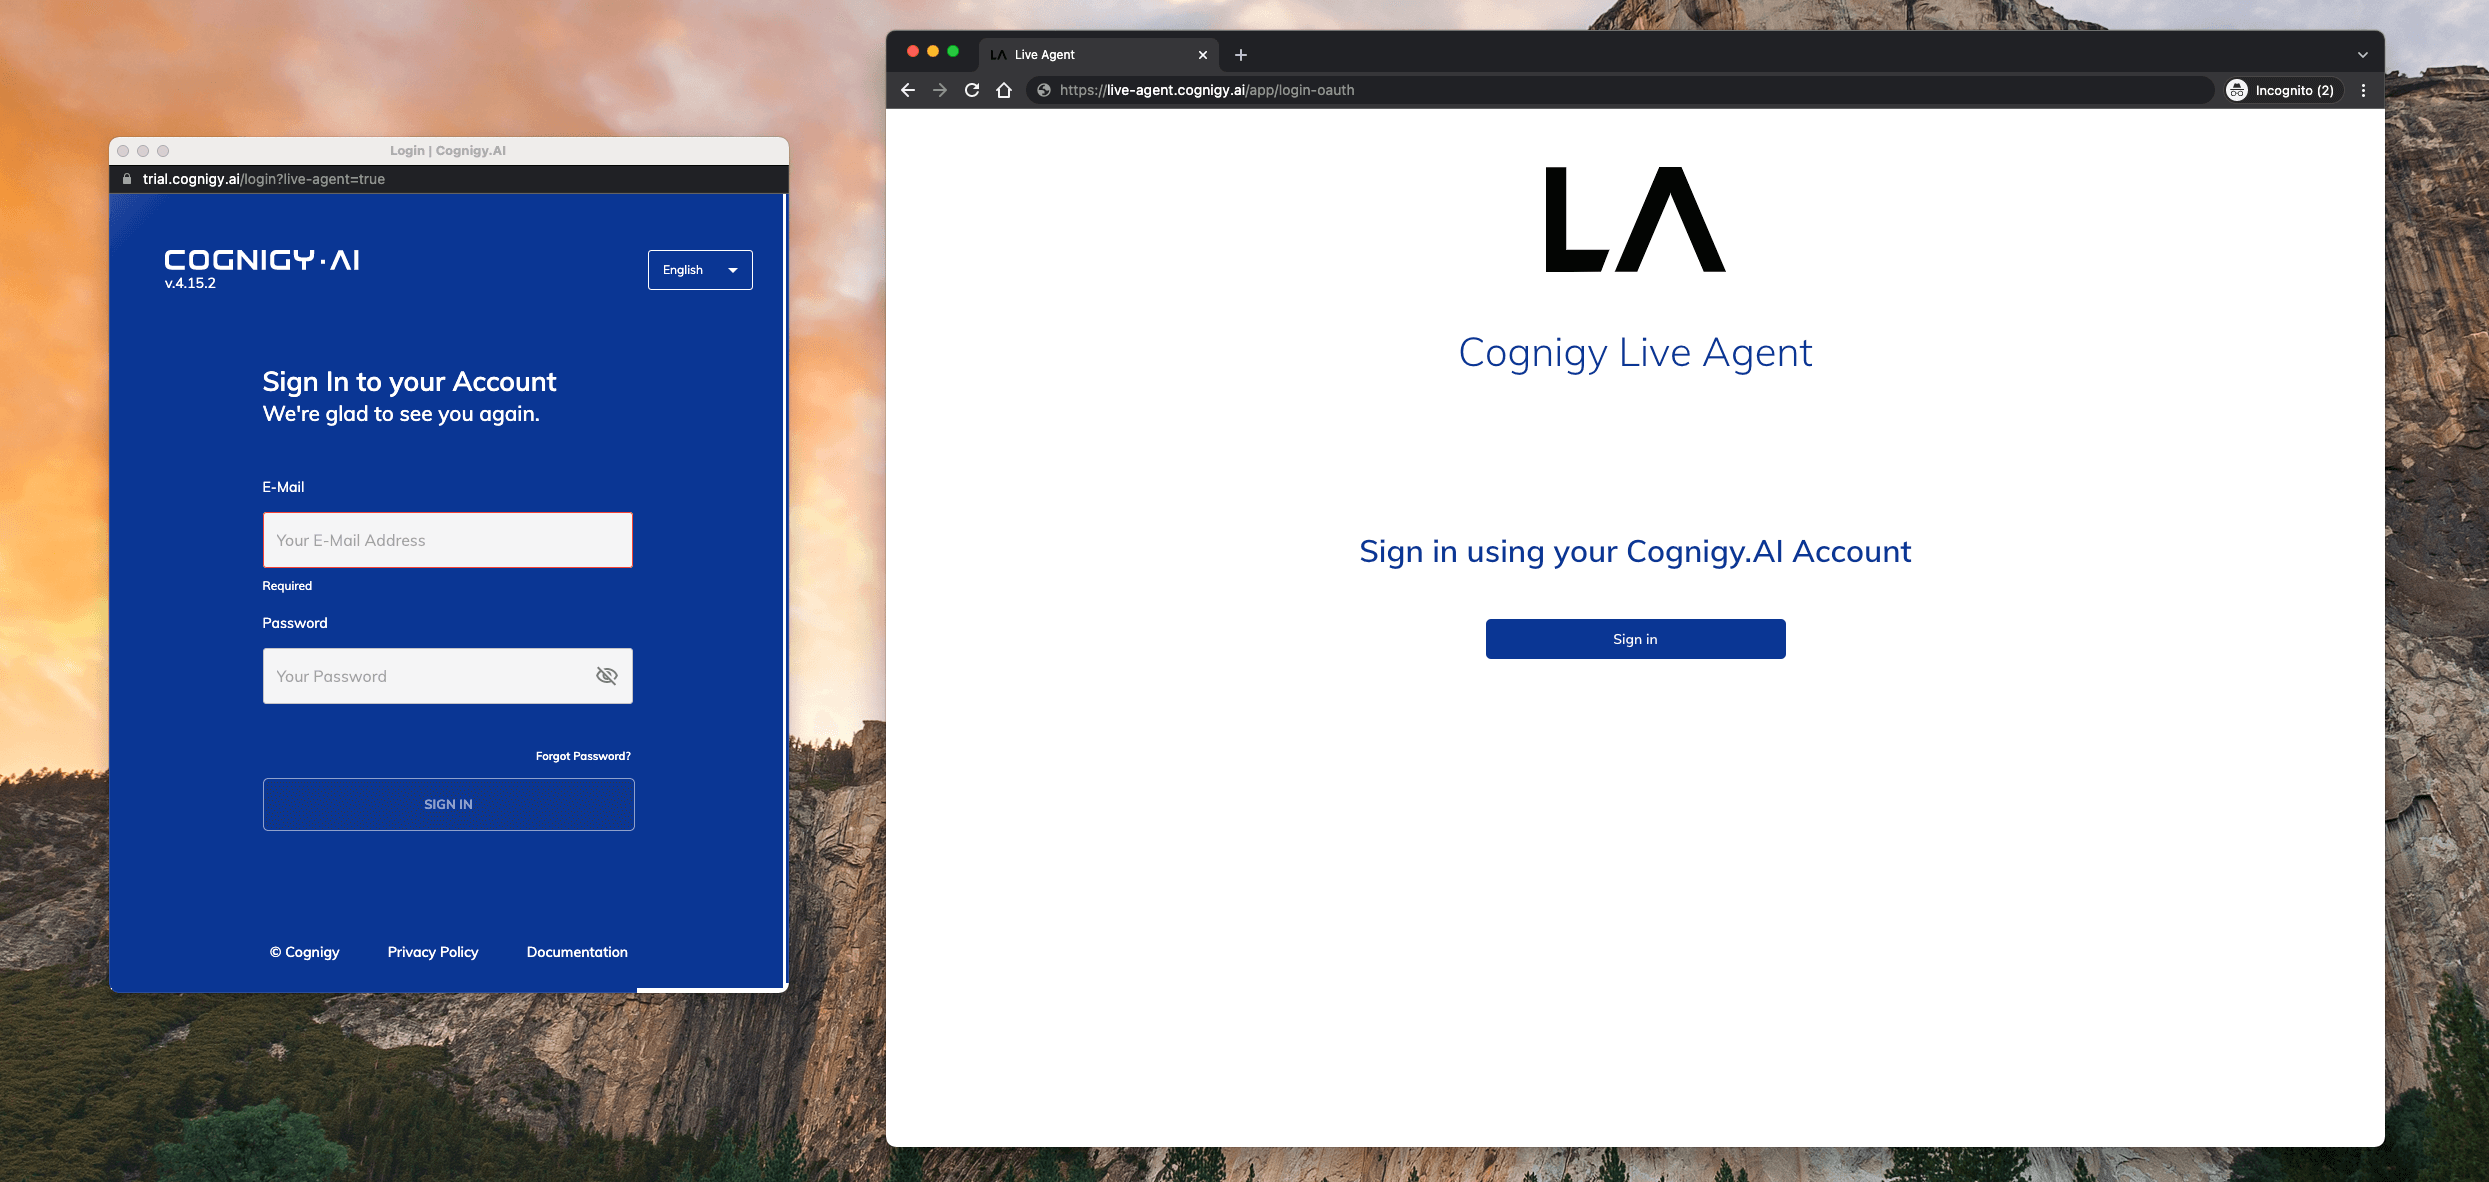 Login | Cognigy.AI
trial.cognigy.ai/login?live-agent=true
COGNIGY·AI
v.4.15.2
English
Sign In to your Account
We're glad to see you again.
E-Mail
Your E-Mail Address
Required
Password
Your Password
Forgot Password?
SIGN IN
© Cognigy
Privacy Policy
Documentation
LA Live Agent
https://live-agent.cognigy.ai/app/login-oauth
Incognito (2)
LA
Cognigy Live Agent
Sign in using your Cognigy.AI Account
Sign in